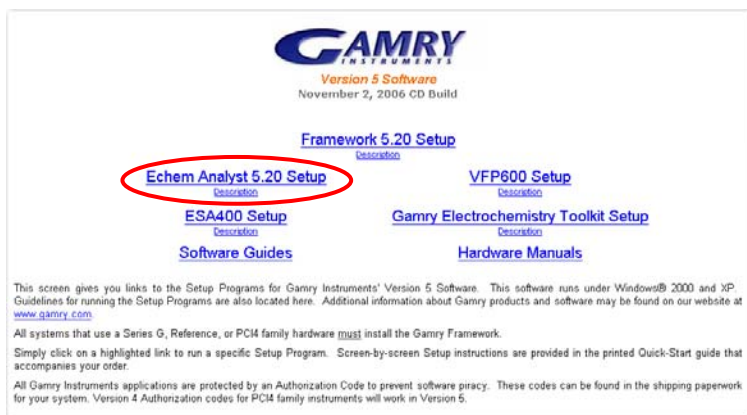 GAMRY
INSTRUMENTS
Version 5 Software
November 2, 2006 CD Build
Framework 5.20 Setup
Description
Echem Analyst 5.20 Setup
Description
VFP600 Setup
Description
ESA400 Setup
Description
Gamry Electrochemistry Toolkit Setup
Description
Software Guides
Hardware Manuals
This screen gives you links to the Setup Programs for Gamry Instruments' Version 5 Software. This software runs under Windows® 2000 and XP.
Guidelines for running the Setup Programs are also located here. Additional information about Gamry products and software may be found on our website at
www.gamry.com.
All systems that use a Series G, Reference, or PCI4 family hardware must install the Gamry Framework.
Simply click on a highlighted link to run a specific Setup Program. Screen-by-screen Setup instructions are provided in the printed Quick-Start guide that
accompanies your order.
All Gamry Instruments applications are protected by an Authorization Code to prevent software piracy. These codes can be found in the shipping paperwork
for your system. Version 4 Authorization codes for PCI4 family instruments will work in Version 5.